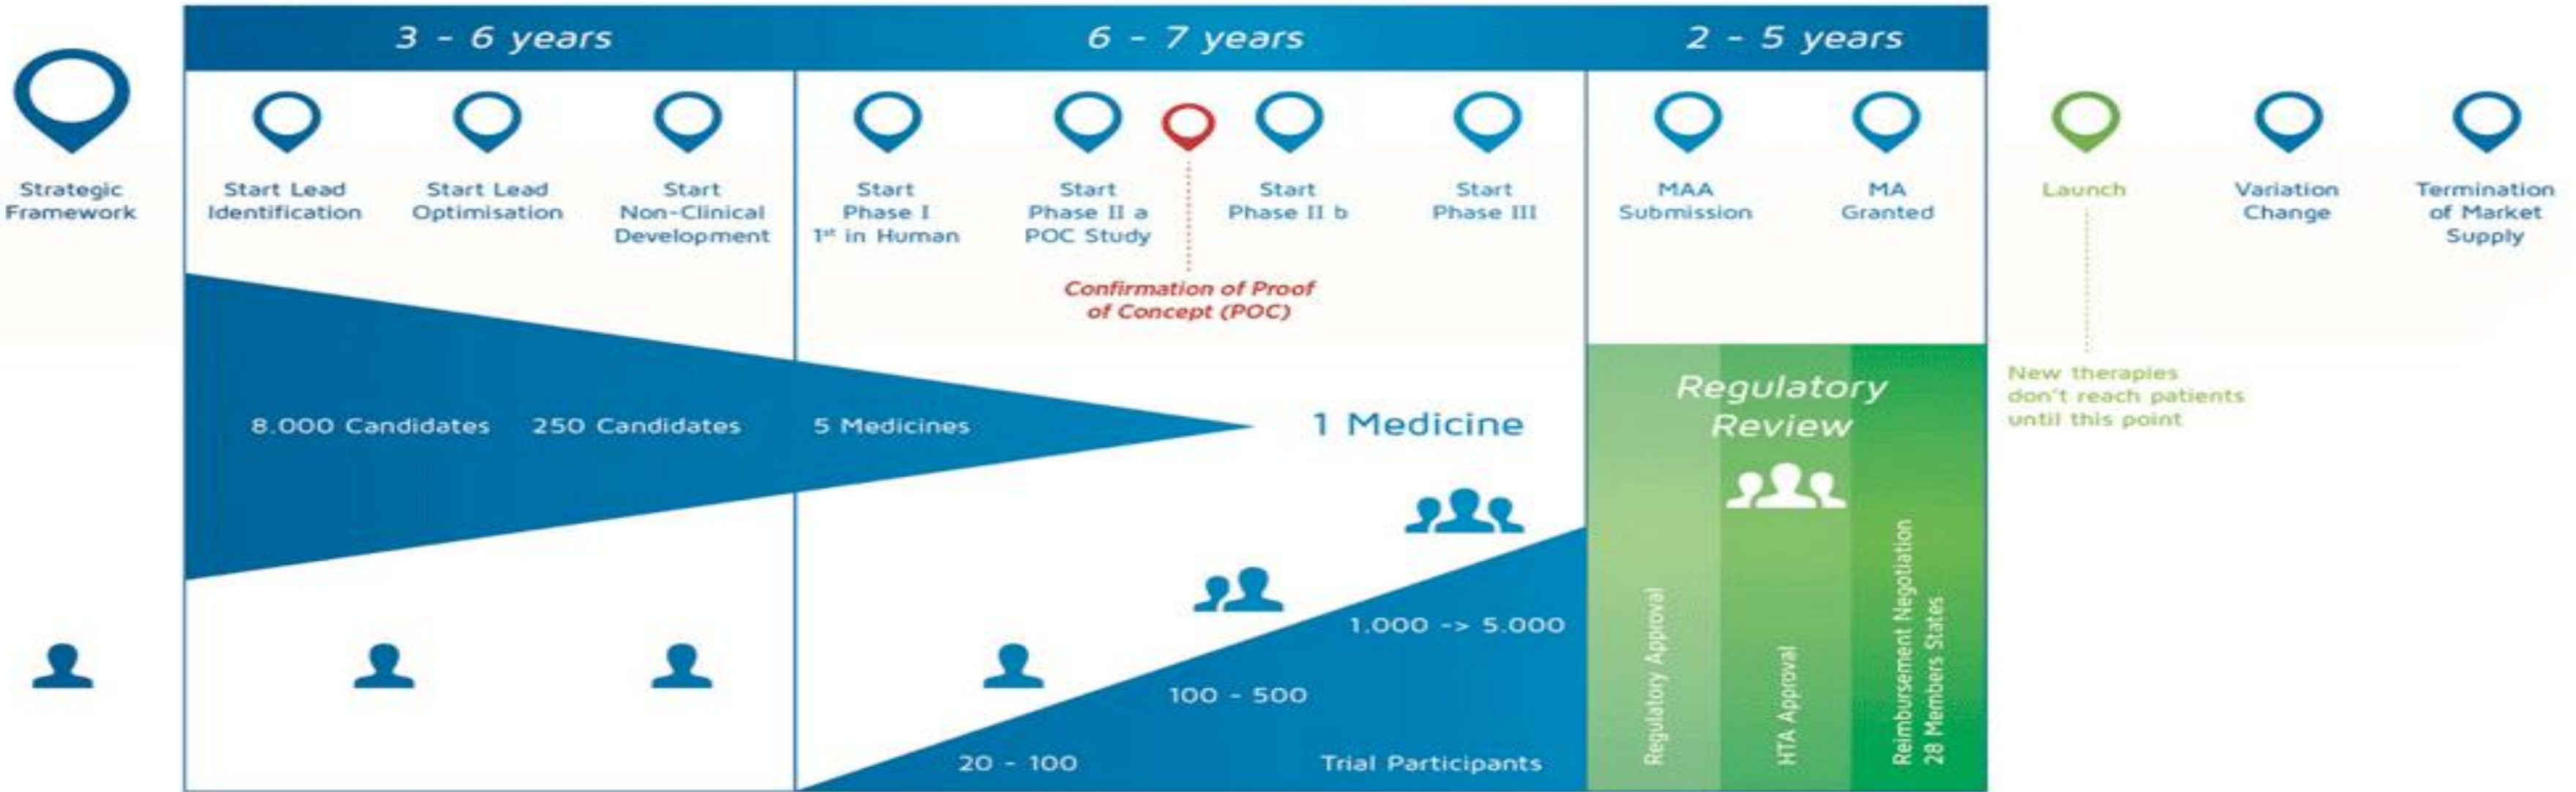 3 - 6 years
6 - 7 years
2 - 5 years
Strategic
Framework
Start Lead
Identification
Start Lead
Optimisation
Start
Non-Clinical
Development
Start
Phase I
1st in Human
Start
Phase II a
POC Study
Start
Phase II b
Start
Phase III
MAA
Submission
MA
Granted
Launch
Variation
Change
Termination
of Market
Supply
Confirmation of Proof
of Concept (POC)
8.000 Candidates
250 Candidates
5 Medicines
1 Medicine
Regulatory
Review
New therapies
don't reach patients
until this point
20 - 100
100 - 500
1.000 -> 5.000
Trial Participants
Regulatory Approval
HTA Approval
Reimbursement Negotiation
28 Members States